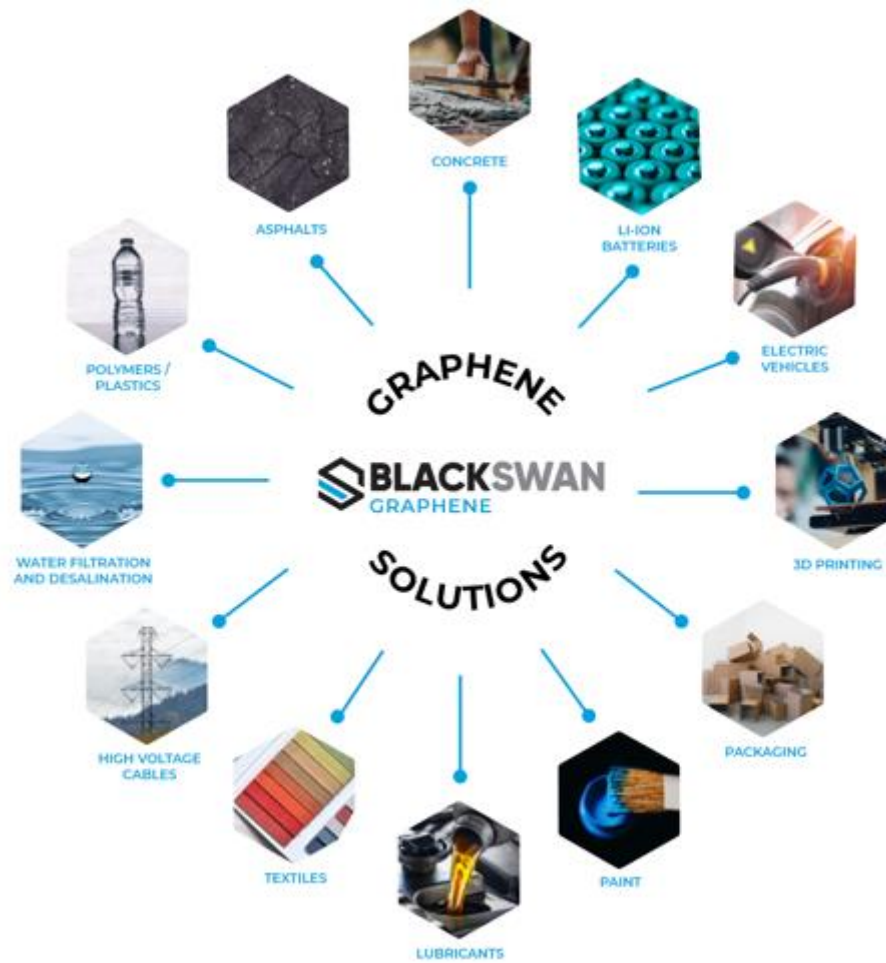 CONCRETE
ASPHALTS
LI-ION
BATTERIES
POLYMERS /
PLASTICS
ELECTRIC
VEHICLES
GRAPHENE
BLACKSWAN
GRAPHENE
SOLUTIONS
WATER FILTRATION
AND DESALINATION
3D PRINTING
HIGH VOLTAGE
CABLES
PACKAGING
TEXTILES
PAINT
LUBRICANTS